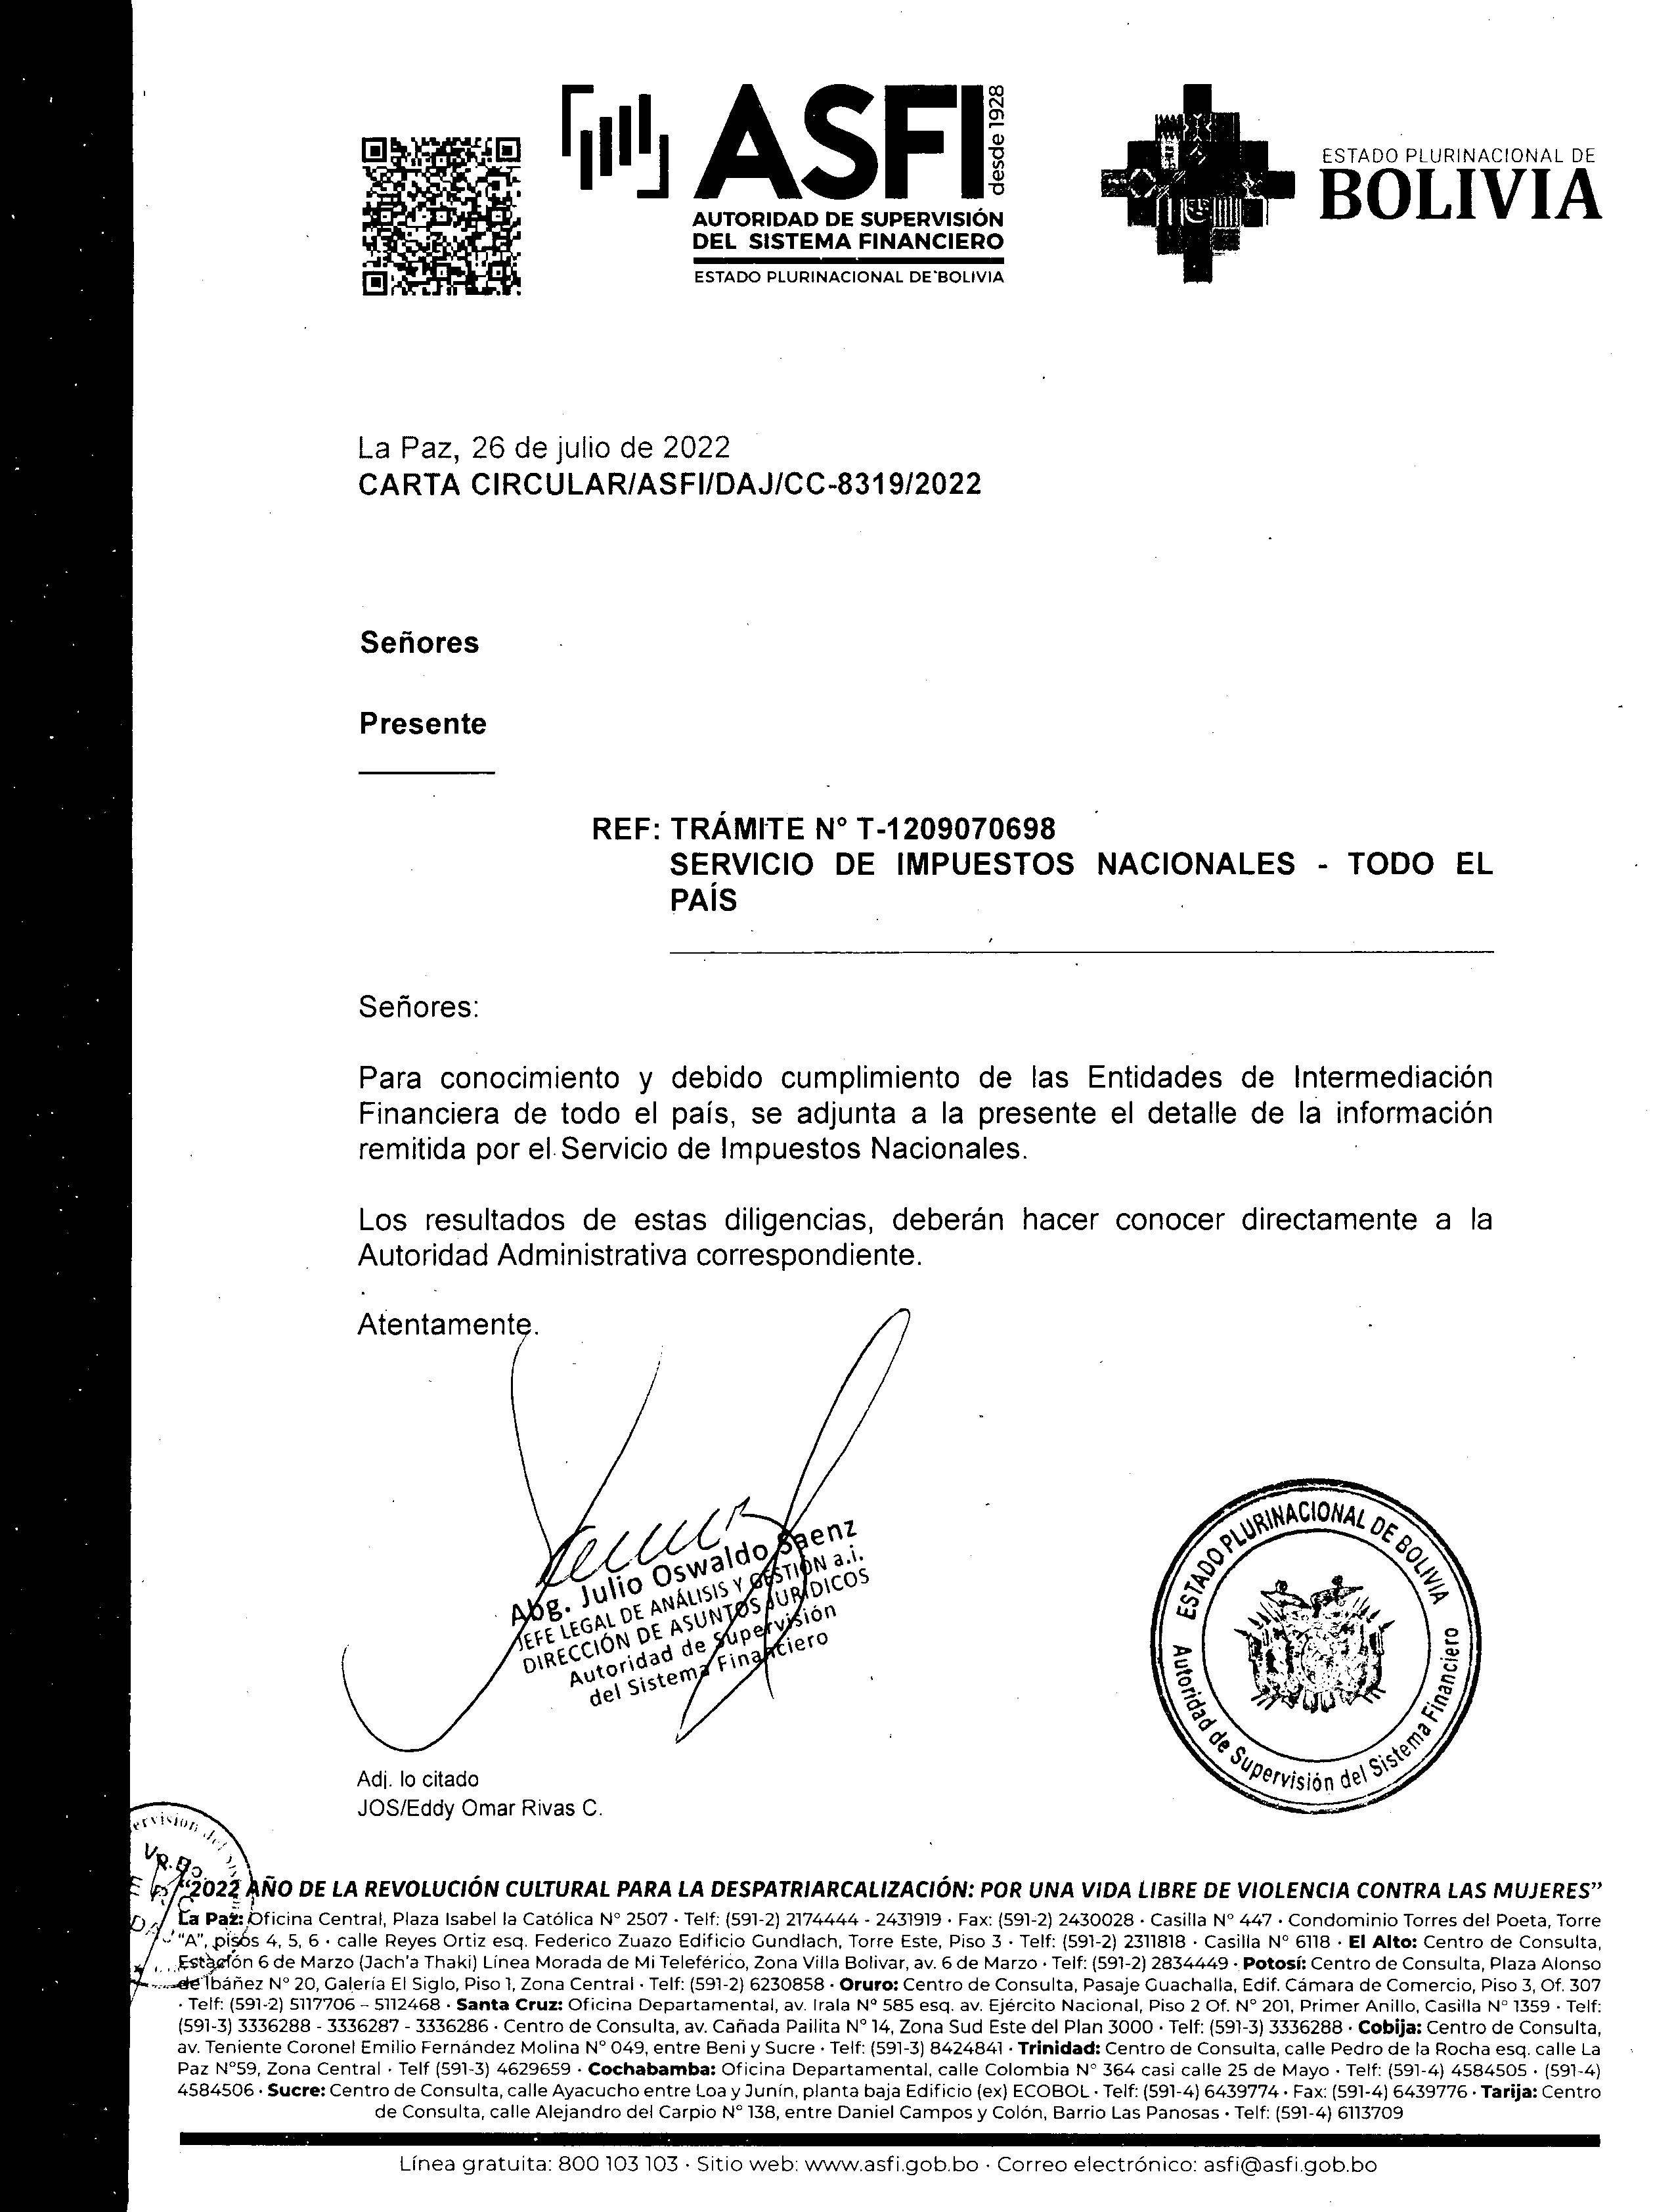 ASFI
desde 1928
AUTORIDAD DE SUPERVISIÓN
DEL SISTEMA FINANCIERO
ESTADO PLURINACIONAL DE BOLIVIA
ESTADO PLURINACIONAL DE
BOLIVIA
La Paz, 26 de julio de 2022
CARTA CIRCULAR/ASFI/DAJ/CC-8319/2022
Señores
Presente
REF: TRÁMITE N° T-1209070698
SERVICIO DE IMPUESTOS NACIONALES - TODO EL
PAÍS
Señores:
Para conocimiento y debido cumplimiento de las Entidades de Intermediación
Financiera de todo el país, se adjunta a la presente el detalle de la información
remitida por el Servicio de Impuestos Nacionales.
Los resultados de estas diligencias, deberán hacer conocer directamente a la
Autoridad Administrativa correspondiente.
Atentamente.
Abg. Julio Oswaldo Saenz
JEFE LEGAL DE ANÁLISIS Y GESTIÓN a.i.
DIRECCIÓN DE ASUNTOS JURÍDICOS
Autoridad de Supervisión
del Sistema Financiero
ESTADO PLURINACIONAL DE BOLIVIA
Autoridad de Supervisión del Sistema Financiero
Adj. lo citado
JOS/Eddy Omar Rivas C.
Vo.Bo.
“2022 AÑO DE LA REVOLUCIÓN CULTURAL PARA LA DESPATRIARCALIZACIÓN: POR UNA VIDA LIBRE DE VIOLENCIA CONTRA LAS MUJERES”
La Paz: Oficina Central, Plaza Isabel la Católica N° 2507 · Telf: (591-2) 2174444 - 2431919 · Fax: (591-2) 2430028 · Casilla N° 447 · Condominio Torres del Poeta, Torre
“A”, pisos 4, 5, 6 · calle Reyes Ortiz esq. Federico Zuazo Edificio Gundlach, Torre Este, Piso 3 · Telf: (591-2) 2311818 · Casilla N° 6118 · El Alto: Centro de Consulta,
Estación 6 de Marzo (Jach'a Thaki) Línea Morada de Mi Teleférico, Zona Villa Bolivar, av. 6 de Marzo · Telf: (591-2) 2834449 · Potosí: Centro de Consulta, Plaza Alonso
de Ibáñez N° 20, Galería El Siglo, Piso 1, Zona Central · Telf: (591-2) 6230858 · Oruro: Centro de Consulta, Pasaje Guachalla, Edif. Cámara de Comercio, Piso 3, Of. 307
· Telf: (591-2) 5117706 – 5112468 · Santa Cruz: Oficina Departamental, av. Irala N° 585 esq. av. Ejército Nacional, Piso 2 Of. N° 201, Primer Anillo, Casilla N° 1359 · Telf:
(591-3) 3336288 - 3336287 - 3336286 · Centro de Consulta, av. Cañada Pailita N° 14, Zona Sud Este del Plan 3000 · Telf: (591-3) 3336288 · Cobija: Centro de Consulta,
av. Teniente Coronel Emilio Fernández Molina N° 049, entre Beni y Sucre · Telf: (591-3) 8424841 · Trinidad: Centro de Consulta, calle Pedro de la Rocha esq. calle La
Paz N°59, Zona Central · Telf (591-3) 4629659 · Cochabamba: Oficina Departamental, calle Colombia N° 364 casi calle 25 de Mayo · Telf: (591-4) 4584505 · (591-4)
4584506 · Sucre: Centro de Consulta, calle Ayacucho entre Loa y Junín, planta baja Edificio (ex) ECOBOL · Telf: (591-4) 6439774 · Fax: (591-4) 6439776 · Tarija: Centro
de Consulta, calle Alejandro del Carpio N° 138, entre Daniel Campos y Colón, Barrio Las Panosas · Telf: (591-4) 6113709
Línea gratuita: 800 103 103 · Sitio web: www.asfi.gob.bo · Correo electrónico: asfi@asfi.gob.bo